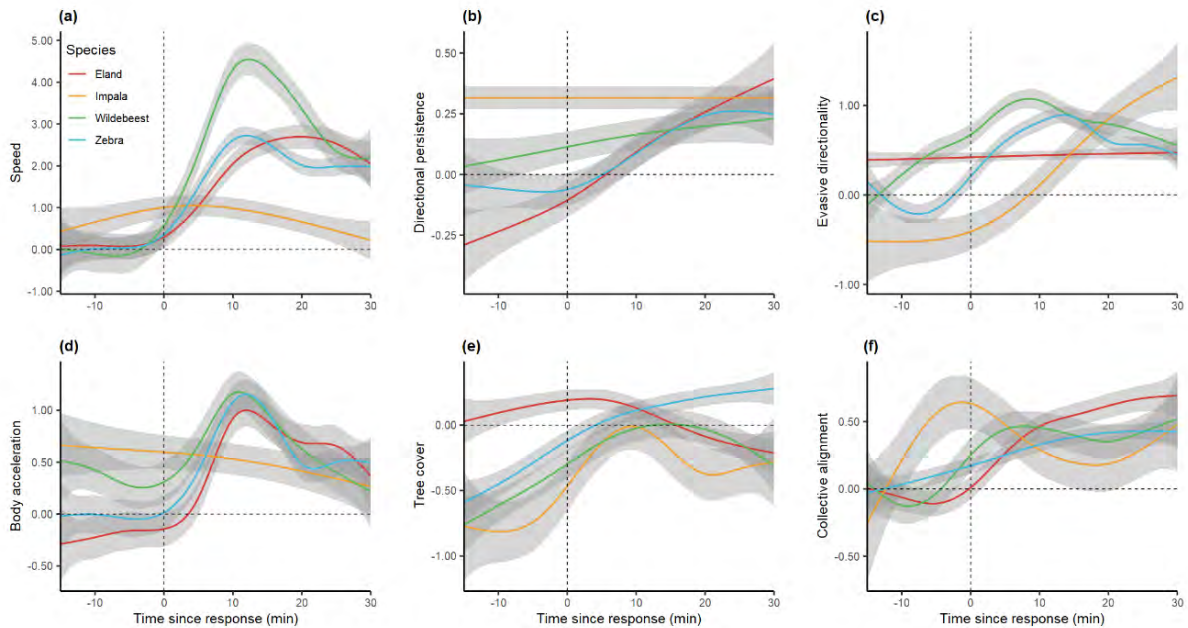 (a)
Species
Eland
Impala
Wildebeest
Zebra
5.00
4.00
3.00
2.00
1.00
0.00
-1.00
Speed
-10 0 10 20 30
(b)
0.50
0.25
0.00
-0.25
Directional persistence
-10 0 10 20 30
(c)
1.00
0.00
-1.00
Evasive directionality
-10 0 10 20 30
(d)
1.00
0.50
0.00
-0.50
Body acceleration
-10 0 10 20 30
Time since response (min)
(e)
0.00
-0.50
-1.00
Tree cover
-10 0 10 20 30
Time since response (min)
(f)
0.50
0.00
-0.50
Collective alignment
-10 0 10 20 30
Time since response (min)